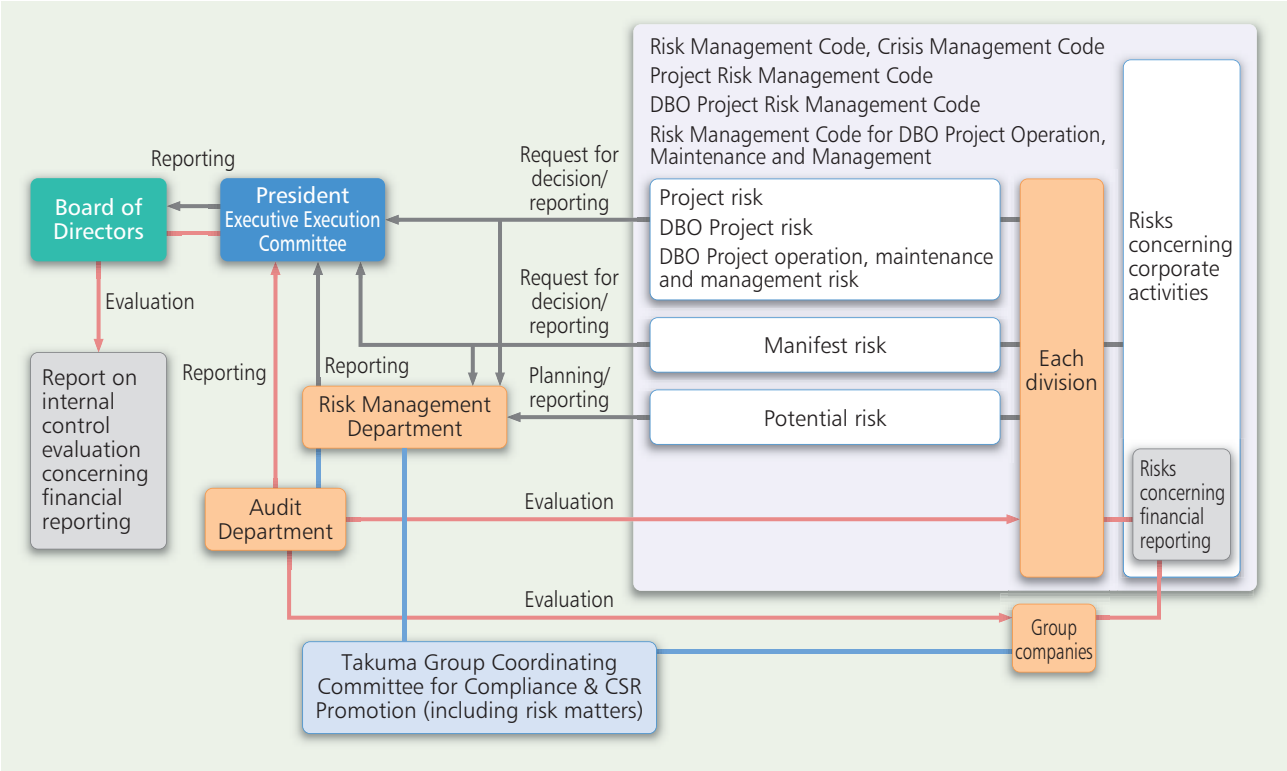 Risk Management Code, Crisis Management Code
Project Risk Management Code
DBO Project Risk Management Code
Risk Management Code for DBO Project Operation,
Maintenance and Management
Reporting
Board of
Directors
President
Executive Execution
Committee
Request for
decision/
reporting
Project risk
DBO Project risk
DBO Project operation, maintenance
and management risk
Risks
concerning
corporate
activities
Evaluation
Request for
decision/
reporting
Manifest risk
Each
division
Report on
internal
control
evaluation
concerning
financial
reporting
Reporting
Reporting
Risk Management
Department
Planning/
reporting
Potential risk
Risks
concerning
financial
reporting
Audit
Department
Evaluation
Evaluation
Group
companies
Takuma Group Coordinating
Committee for Compliance & CSR
Promotion (including risk matters)